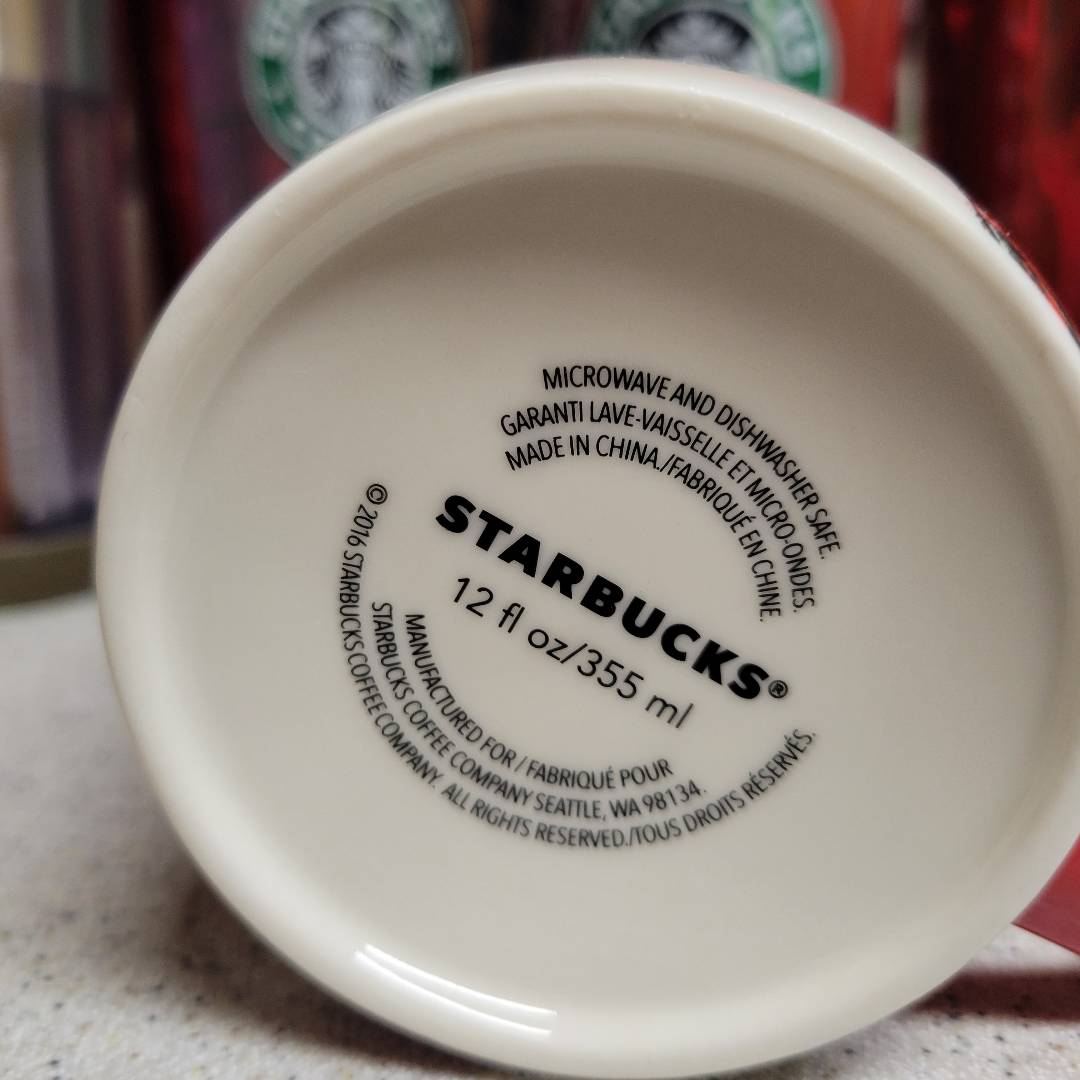 MICROWAVE AND DISHWASHER SAFE.
GARANTI LAVE-VAISSELLE ET MICRO-ONDES.
MADE IN CHINA./FABRIQUÉ EN CHINE.
STARBUCKS®
12 fl oz/355 ml
MANUFACTURED FOR / FABRIQUÉ POUR
STARBUCKS COFFEE COMPANY SEATTLE, WA 98134.
© 2016 STARBUCKS COFFEE COMPANY. ALL RIGHTS RESERVED./TOUS DROITS RÉSERVÉS.